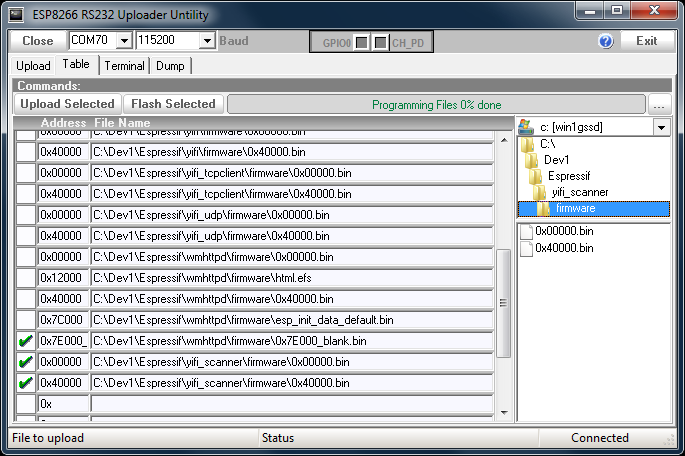 ESP8266 RS232 Uploader Untility
Close COM70 115200 Baud GPIO0 CH_PD Exit
Upload Table Terminal Dump
Commands:
Upload Selected Flash Selected Programming Files 0% done ...
Address File Name
0x00000 C:\Dev1\Espressif\yifi\firmware\0x00000.bin
0x40000 C:\Dev1\Espressif\yifi\firmware\0x40000.bin
0x00000 C:\Dev1\Espressif\yifi_tcpclient\firmware\0x00000.bin
0x40000 C:\Dev1\Espressif\yifi_tcpclient\firmware\0x40000.bin
0x00000 C:\Dev1\Espressif\yifi_udp\firmware\0x00000.bin
0x40000 C:\Dev1\Espressif\yifi_udp\firmware\0x40000.bin
0x00000 C:\Dev1\Espressif\wmhttpd\firmware\0x00000.bin
0x12000 C:\Dev1\Espressif\wmhttpd\firmware\html.efs
0x40000 C:\Dev1\Espressif\wmhttpd\firmware\0x40000.bin
0x7C000 C:\Dev1\Espressif\wmhttpd\firmware\esp_init_data_default.bin
0x7E000_ C:\Dev1\Espressif\wmhttpd\firmware\0x7E000_blank.bin
0x00000 C:\Dev1\Espressif\yifi_scanner\firmware\0x00000.bin
0x40000 C:\Dev1\Espressif\yifi_scanner\firmware\0x40000.bin
0x
c: [win1gssd]
C:\
Dev1
Espressif
yifi_scanner
firmware
0x00000.bin
0x40000.bin
File to upload Status Connected